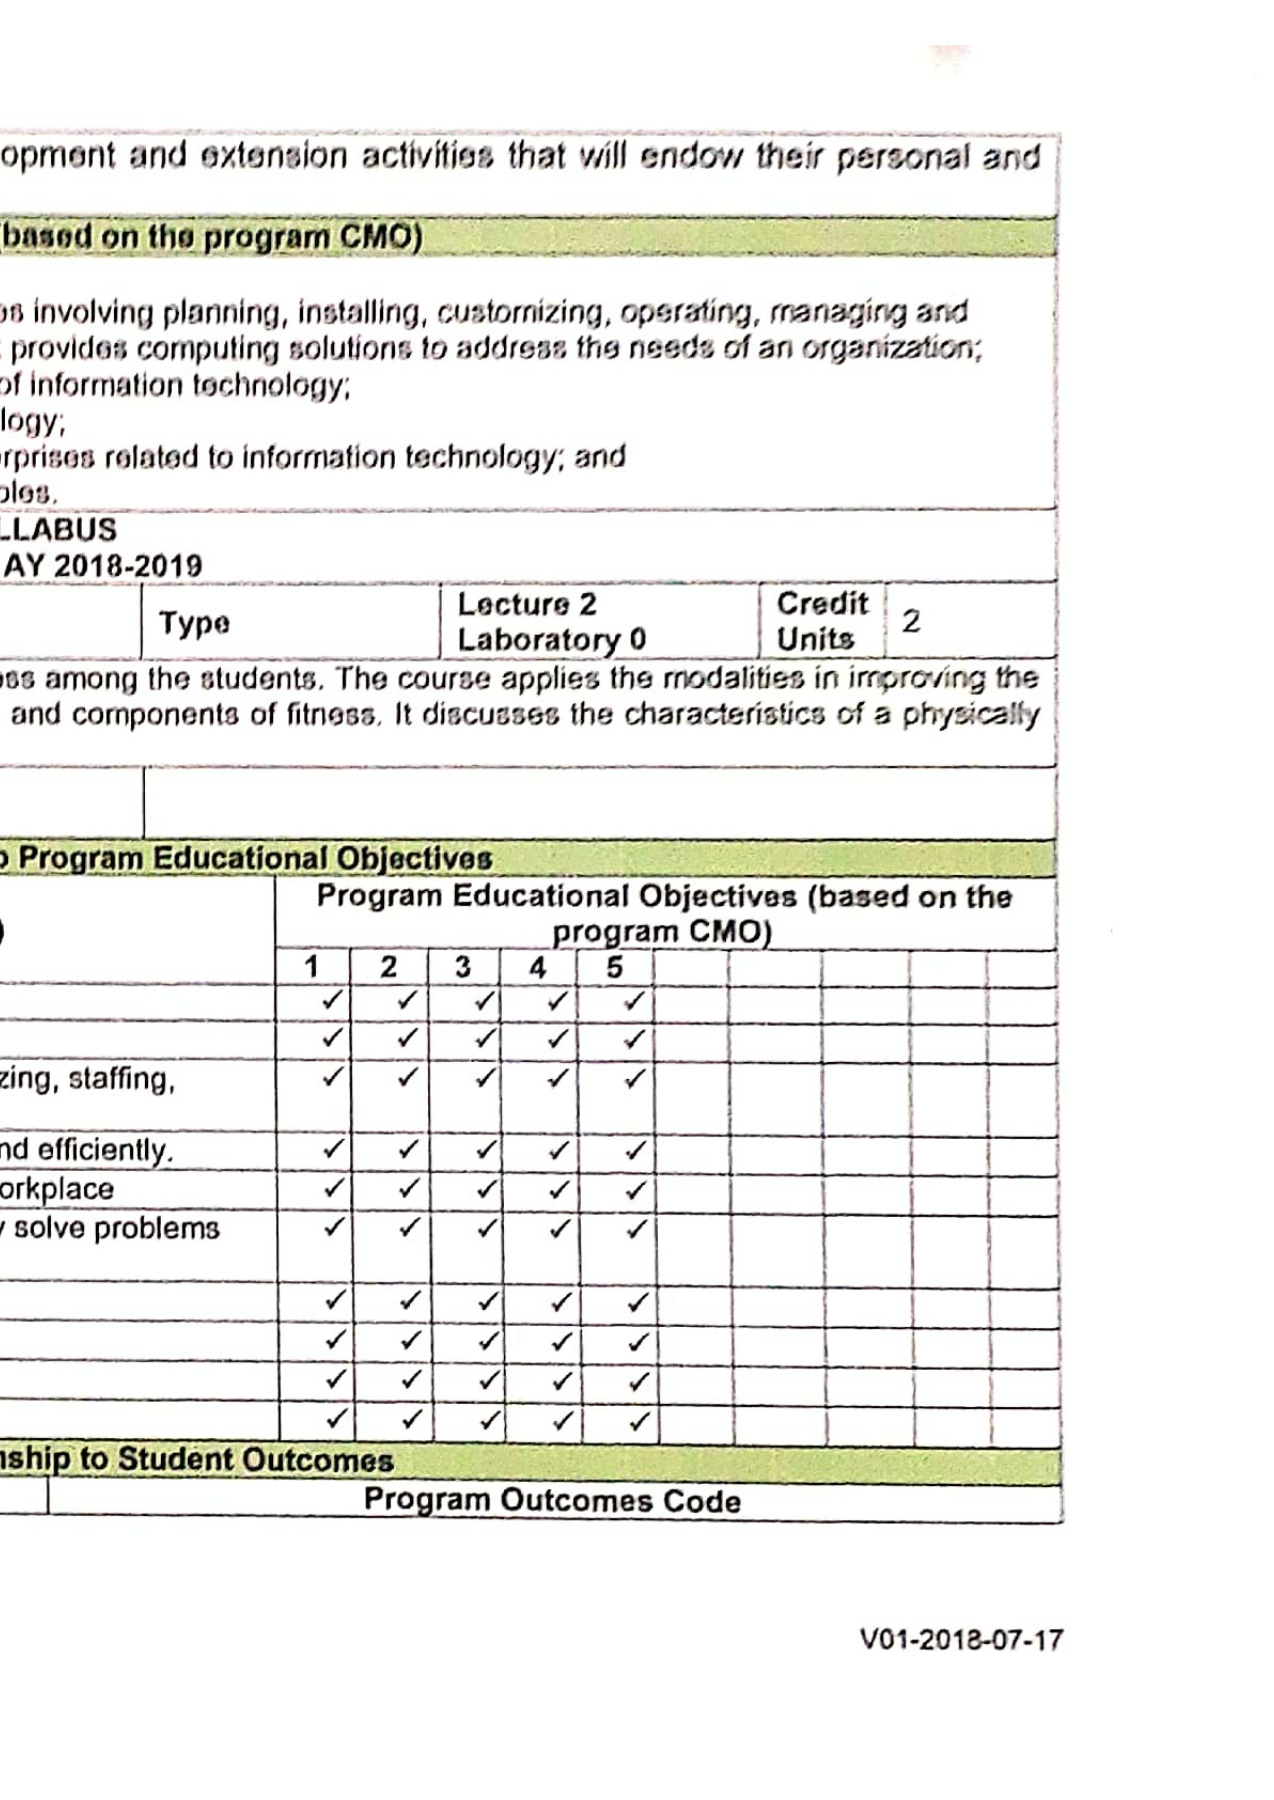 opment and extension activities that will endow their personal and
(based on the program CMO)
es involving planning, installing, customizing, operating, managing and
provides computing solutions to address the needs of an organization;
of information technology;
logy;
rprises related to information technology; and
ples.
LLABUS
AY 2018-2019
Type
Lecture 2
Laboratory 0
Credit
Units
2
ess among the students. The course applies the modalities in improving the
and components of fitness. It discusses the characteristics of a physically
o Program Educational Objectives
)
Program Educational Objectives (based on the
program CMO)
1 2 3 4 5
✓ ✓ ✓ ✓ ✓
✓ ✓ ✓ ✓ ✓
zing, staffing, ✓ ✓ ✓ ✓ ✓
nd efficiently. ✓ ✓ ✓ ✓ ✓
orkplace ✓ ✓ ✓ ✓ ✓
y solve problems ✓ ✓ ✓ ✓ ✓
✓ ✓ ✓ ✓ ✓
✓ ✓ ✓ ✓ ✓
✓ ✓ ✓ ✓ ✓
✓ ✓ ✓ ✓ ✓
nship to Student Outcomes
Program Outcomes Code
V01-2018-07-17